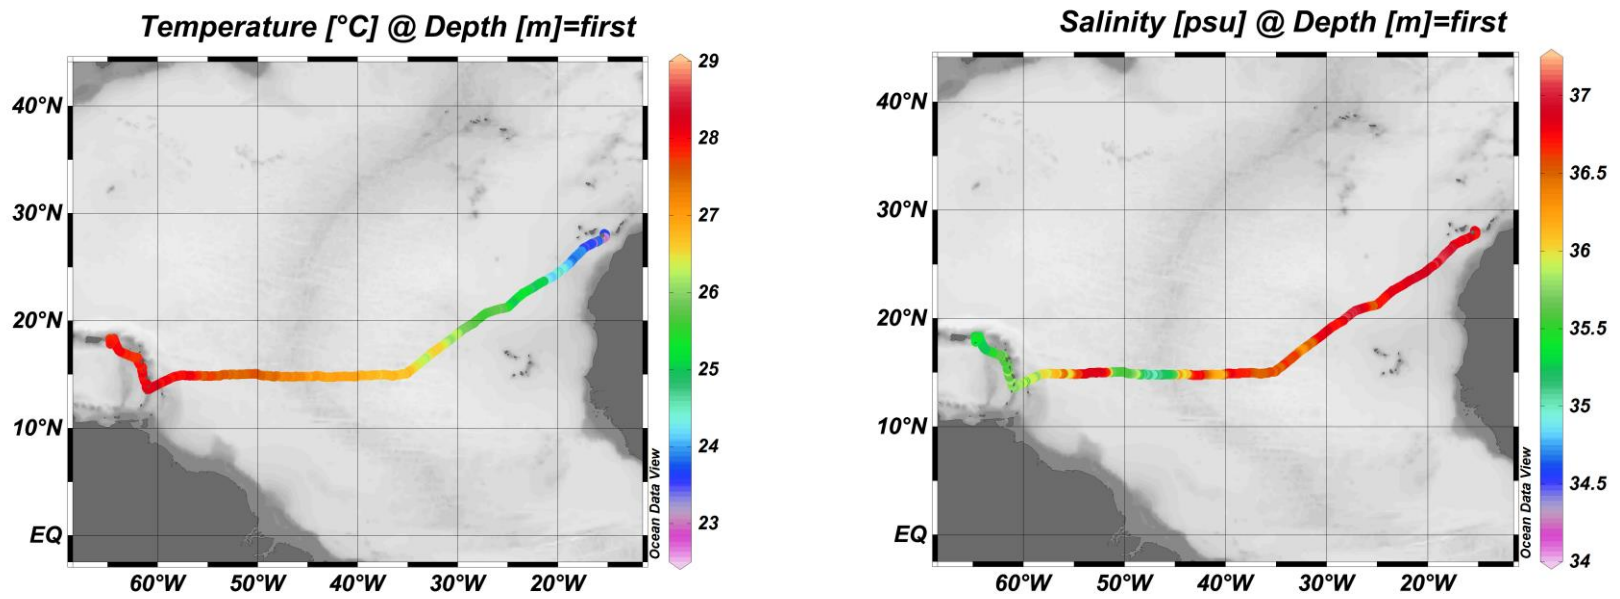 Temperature [°C] @ Depth [m]=first
40°N
30°N
20°N
10°N
EQ
60°W
50°W
40°W
30°W
20°W
29
28
27
26
25
24
23
Ocean Data View
Salinity [psu] @ Depth [m]=first
40°N
30°N
20°N
10°N
EQ
60°W
50°W
40°W
30°W
20°W
37
36.5
36
35.5
35
34.5
34
Ocean Data View